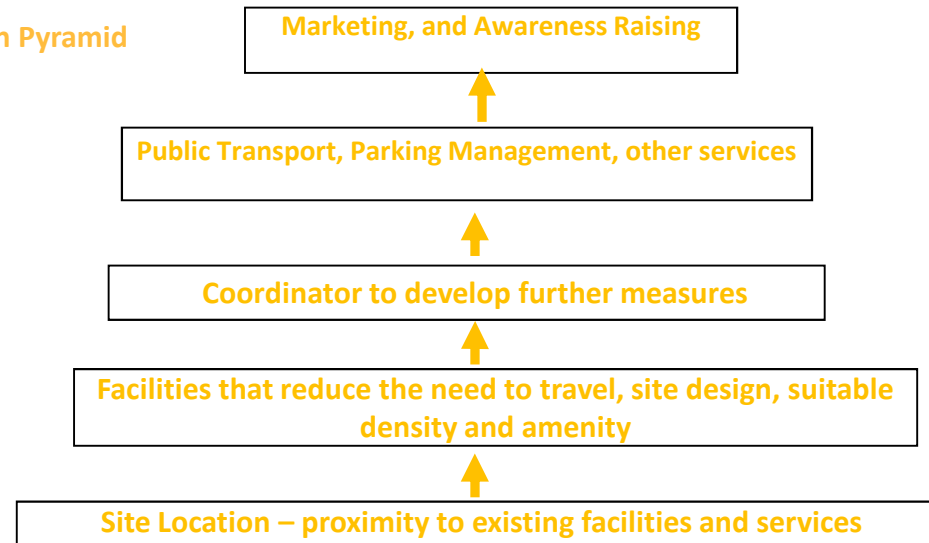 n Pyramid
Marketing, and Awareness Raising
Public Transport, Parking Management, other services
Coordinator to develop further measures
Facilities that reduce the need to travel, site design, suitable
density and amenity
Site Location – proximity to existing facilities and services